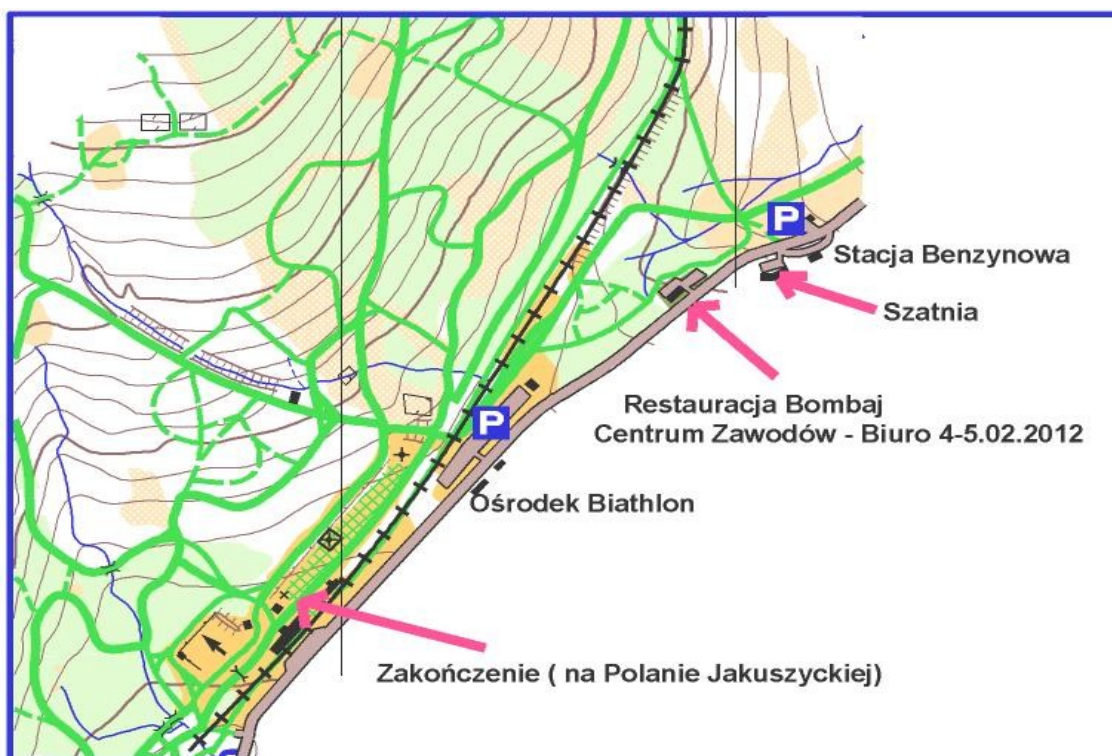 P
Stacja Benzynowa
Szatnia
Restauracja Bombaj
Centrum Zawodów - Biuro 4-5.02.2012
P
Ośrodek Biathlon
Zakończenie ( na Polanie Jakuszyckiej)